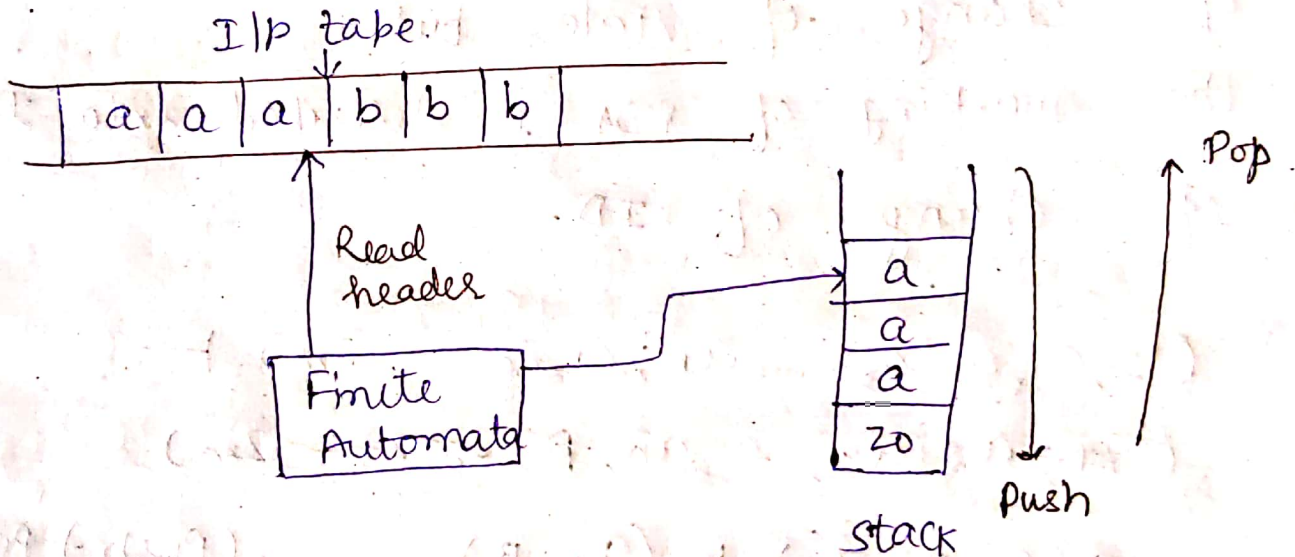 I/p tape.
a a a b b b
Pop
Read
header
a.
a
a
Finite
Automata
z0
Push
stack